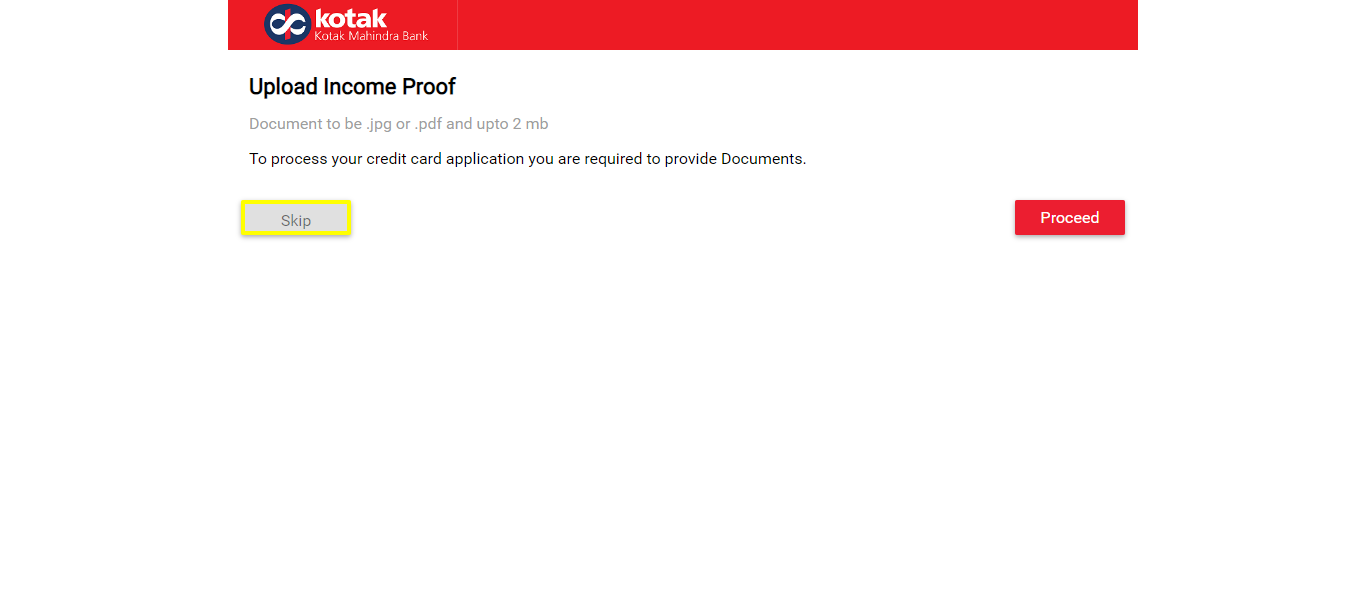 kotak
Kotak Mahindra Bank
Upload Income Proof
Document to be .jpg or .pdf and upto 2 mb
To process your credit card application you are required to provide Documents.
Skip
Proceed